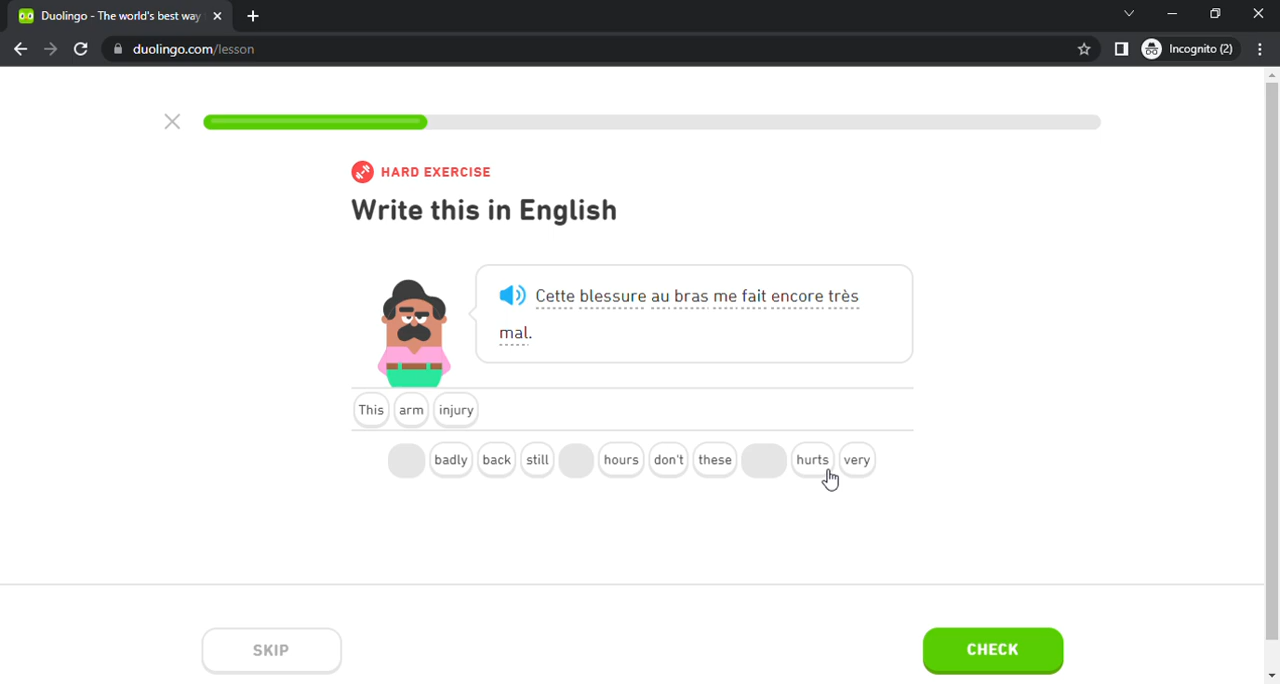 Duolingo - The world's best way
duolingo.com/lesson
Incognito (2)
HARD EXERCISE
Write this in English
Cette blessure au bras me fait encore très
mal.
This arm injury
badly back still hours don't these hurts very
SKIP
CHECK